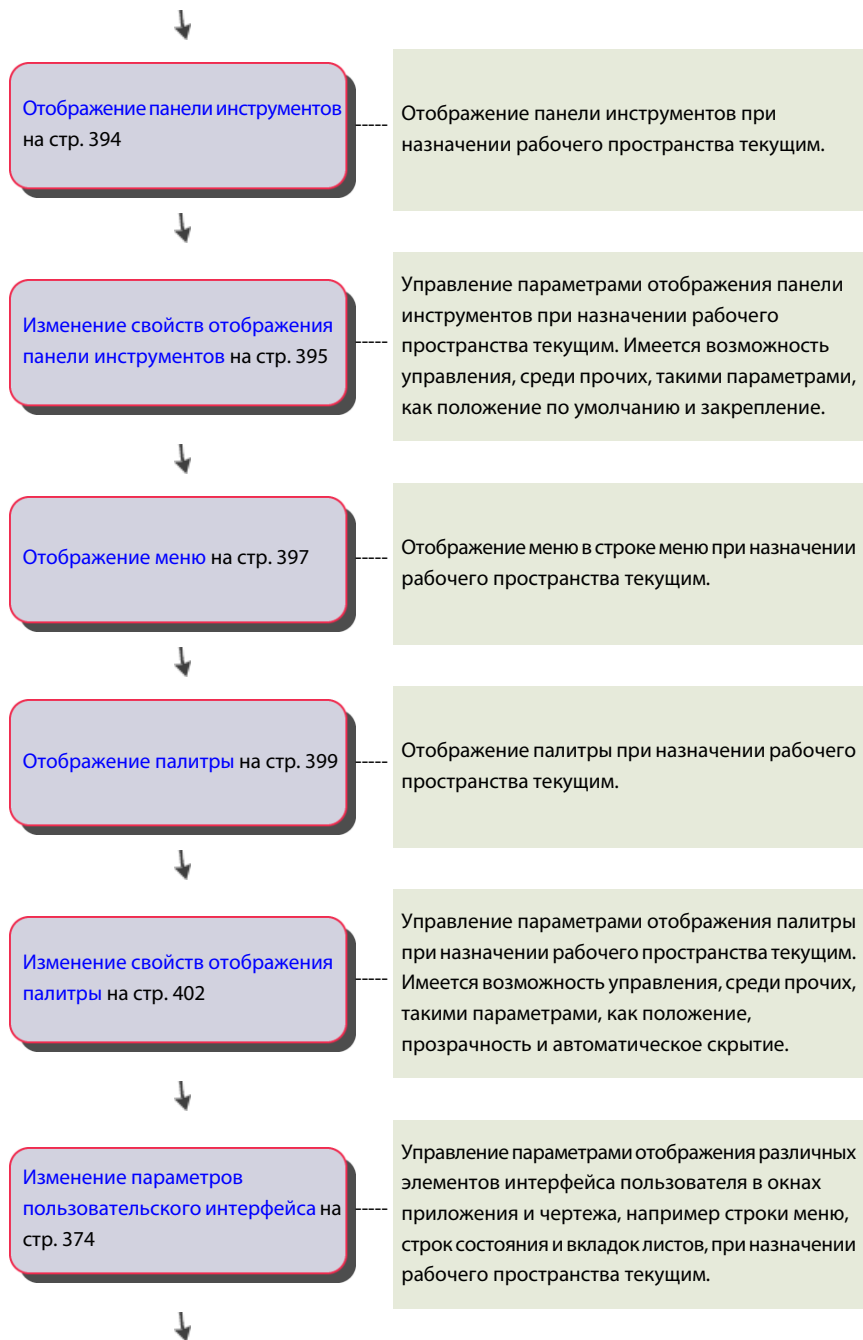 Отображение панели инструментов
на стр. 394
Отображение панели инструментов при
назначении рабочего пространства текущим.
Изменение свойств отображения
панели инструментов на стр. 395
Управление параметрами отображения панели
инструментов при назначении рабочего
пространства текущим. Имеется возможность
управления, среди прочих, такими параметрами,
как положение по умолчанию и закрепление.
Отображение меню на стр. 397
Отображение меню в строке меню при назначении
рабочего пространства текущим.
Отображение палитры на стр. 399
Отображение палитры при назначении рабочего
пространства текущим.
Изменение свойств отображения
палитры на стр. 402
Управление параметрами отображения палитры
при назначении рабочего пространства текущим.
Имеется возможность управления, среди прочих,
такими параметрами, как положение,
прозрачность и автоматическое скрытие.
Изменение параметров
пользовательского интерфейса на
стр. 374
Управление параметрами отображения различных
элементов интерфейса пользователя в окнах
приложения и чертежа, например строки меню,
строк состояния и вкладок листов, при назначении
рабочего пространства текущим.